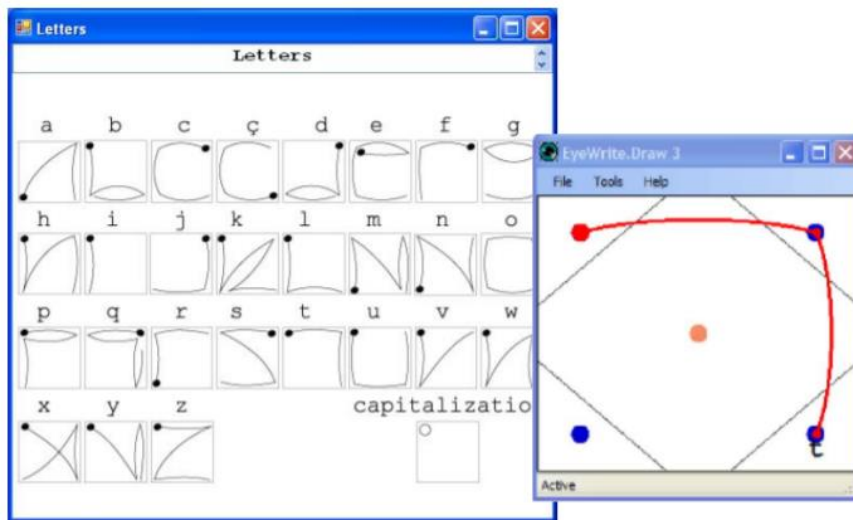 Letters
Letters
a b c ç d e f g
EyeWrite.Draw 3
File Tools Help
h i j k l m n o
p q r s t u v w
x y z capitalizatio
t
Active